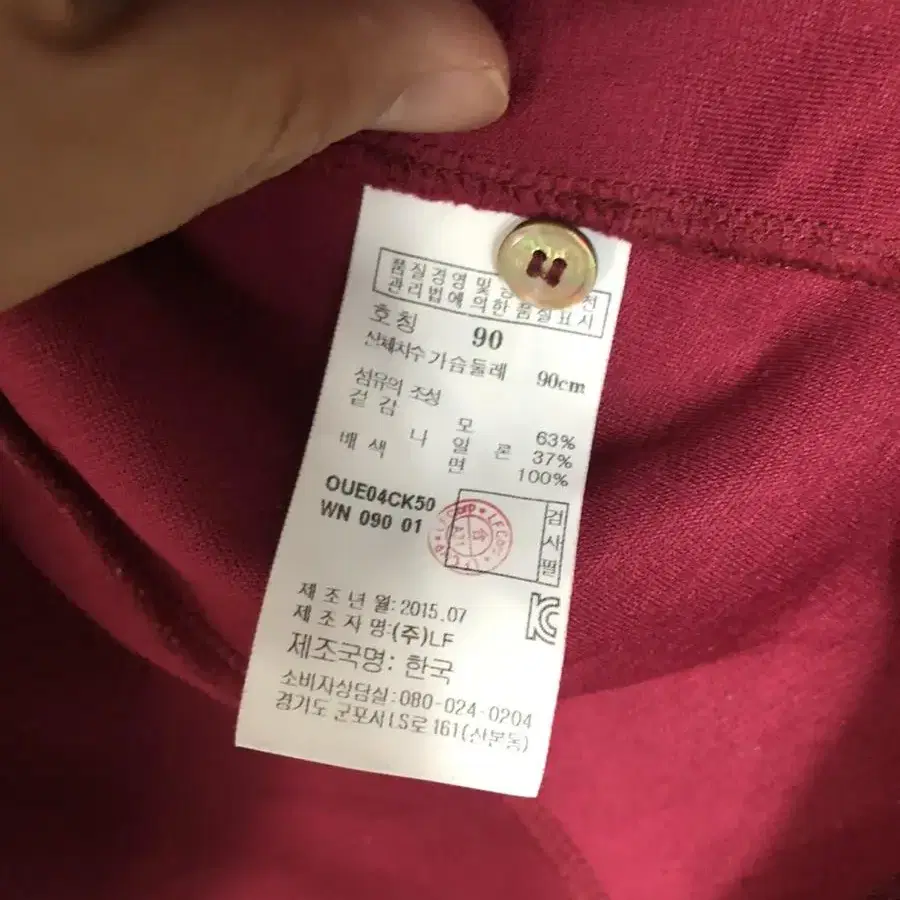 품질경영 및 전
관리법에 의한 품질표시
호칭 90
신체치수 가슴둘레 90cm
섬유의 조성
겉감 모 63%
나일론 37%
배색 면 100%
OUE04CK50
WN 090 01
검사필
LF Corp
제조년월:2015.07
제조자명:(주)LF
제조국명: 한국
소비자상담실:080-024-0204
경기도 군포시 LS로 161(산본동)